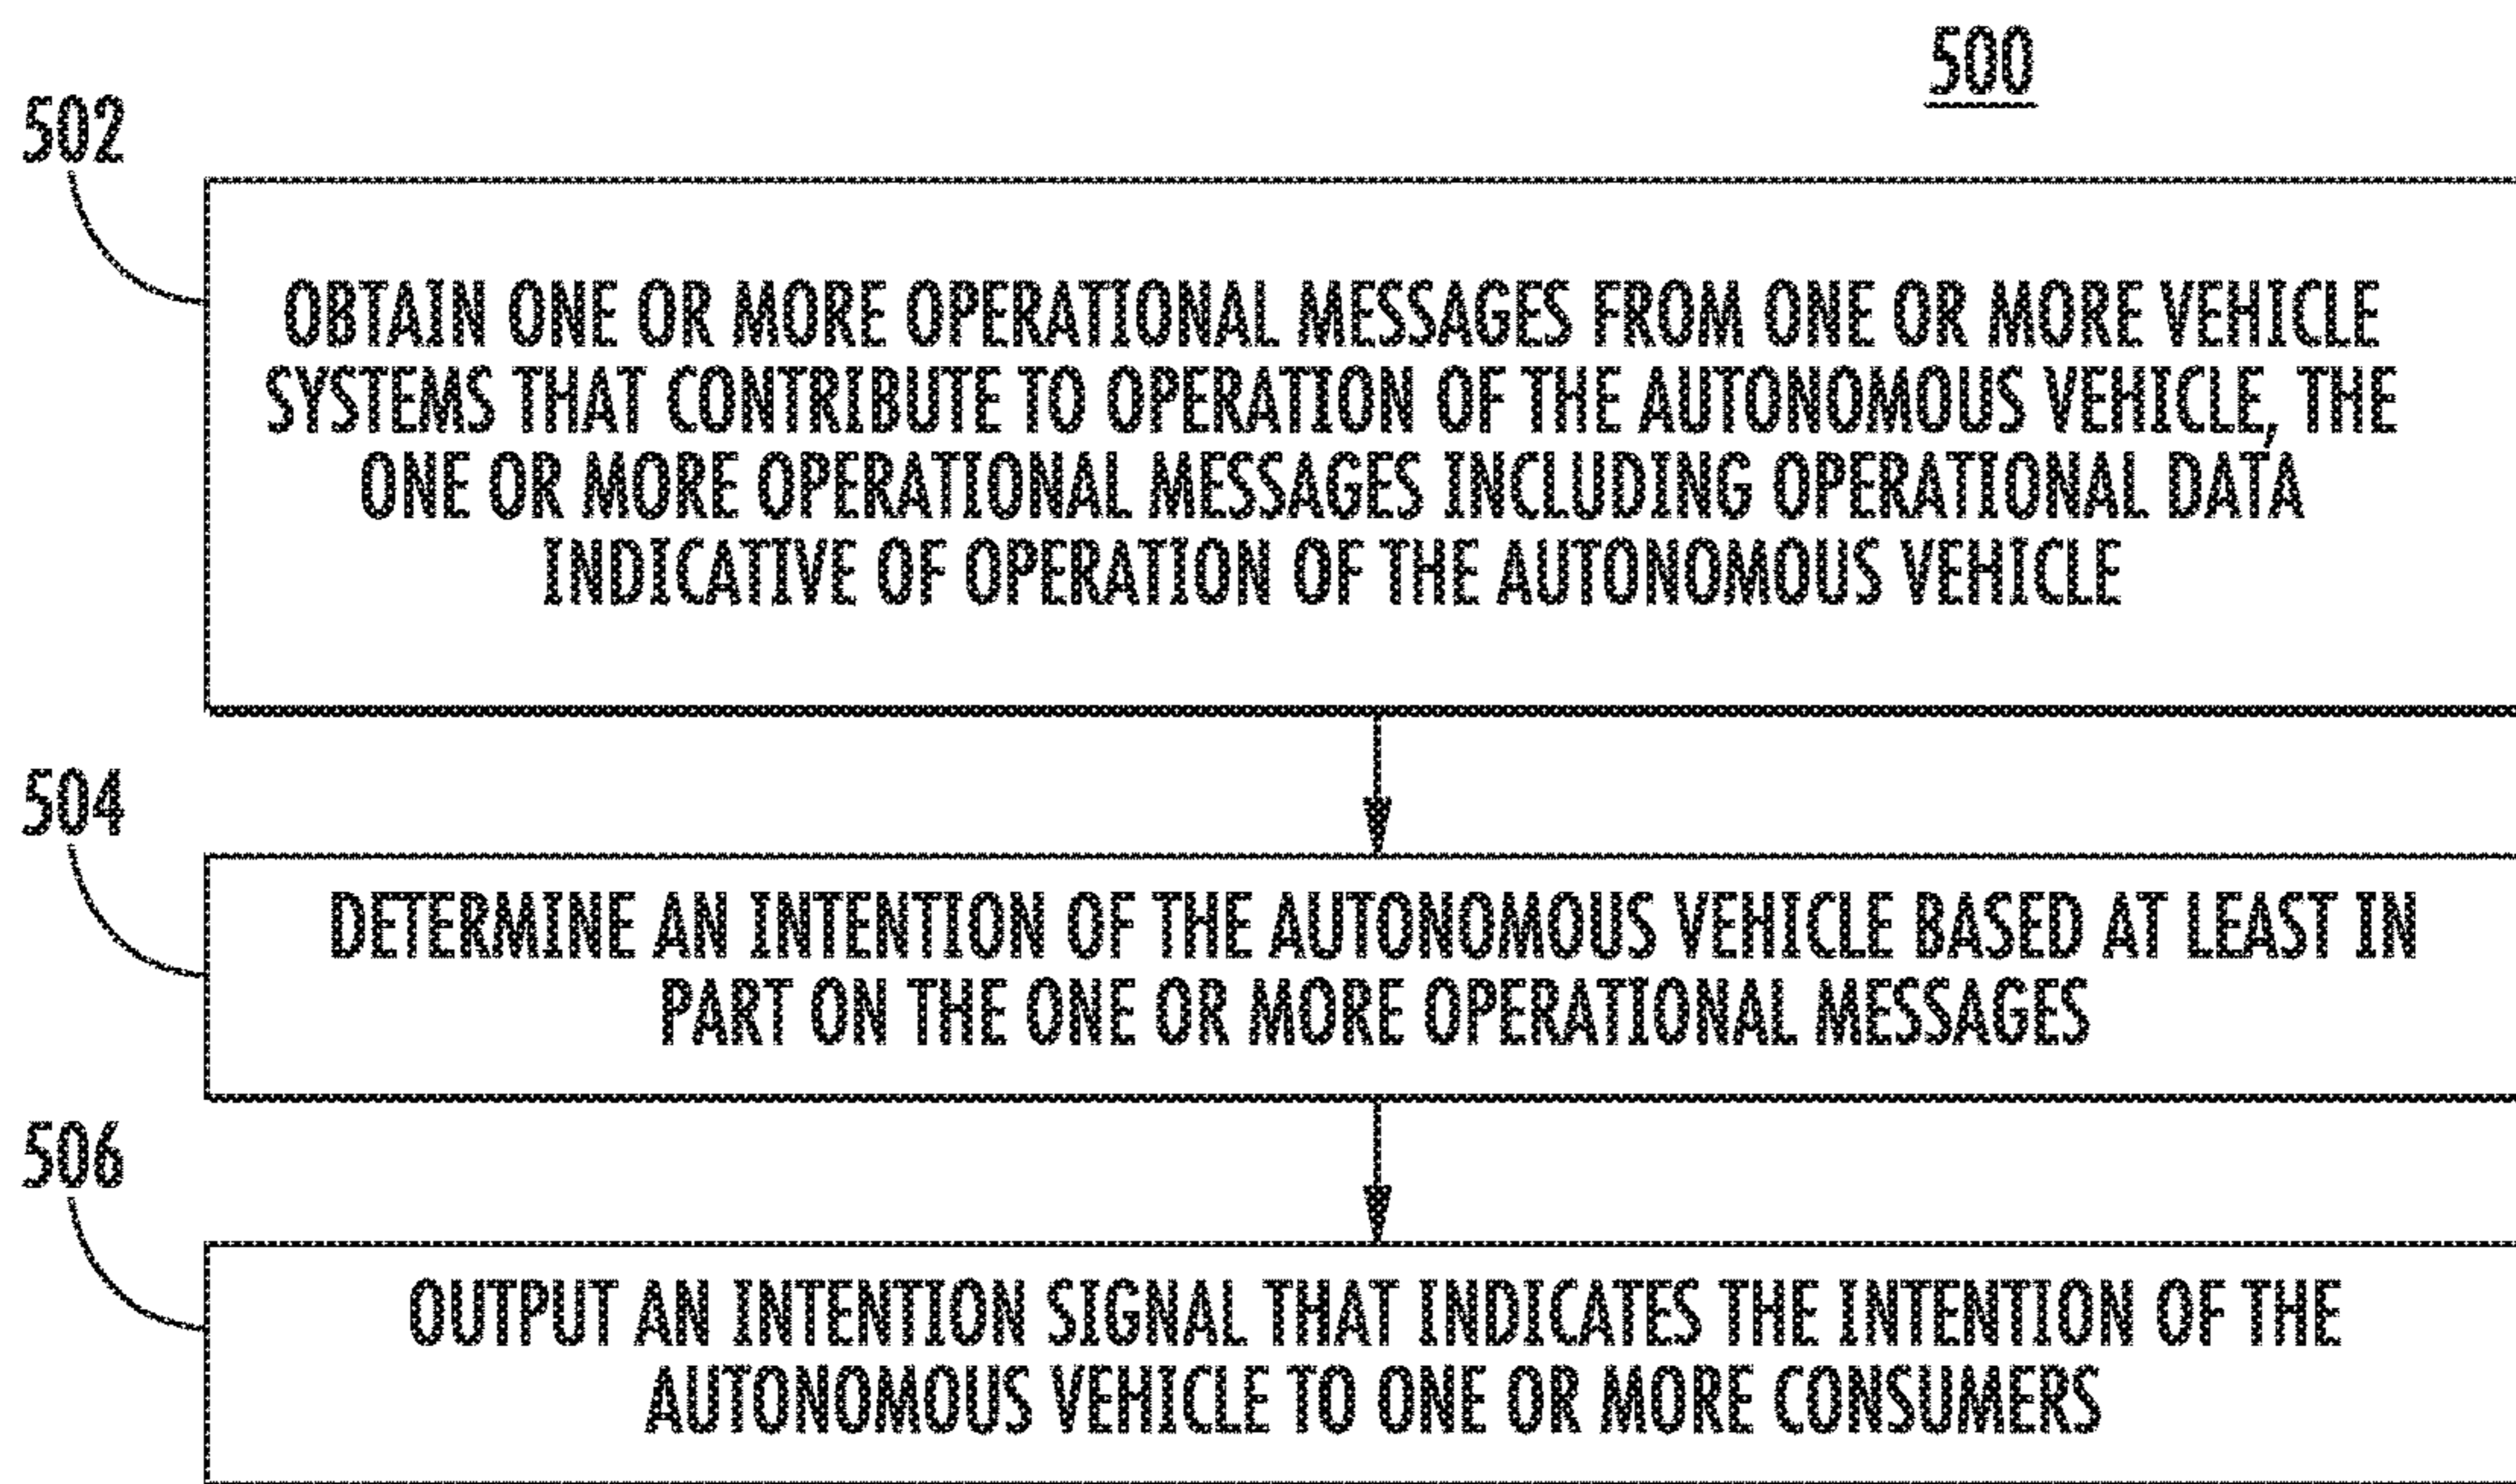 500
502
OBTAIN ONE OR MORE OPERATIONAL MESSAGES FROM ONE OR MORE VEHICLE
SYSTEMS THAT CONTRIBUTE TO OPERATION OF THE AUTONOMOUS VEHICLE, THE
ONE OR MORE OPERATIONAL MESSAGES INCLUDING OPERATIONAL DATA
INDICATIVE OF OPERATION OF THE AUTONOMOUS VEHICLE
504
DETERMINE AN INTENTION OF THE AUTONOMOUS VEHICLE BASED AT LEAST IN
PART ON THE ONE OR MORE OPERATIONAL MESSAGES
506
OUTPUT AN INTENTION SIGNAL THAT INDICATES THE INTENTION OF THE
AUTONOMOUS VEHICLE TO ONE OR MORE CONSUMERS